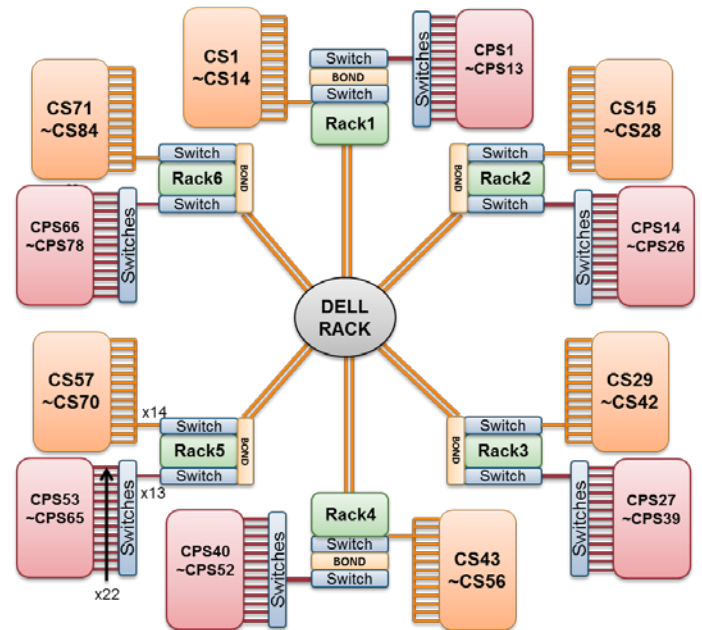 CS1
~CS14
Switch
BOND
Switch
Rack1
Switches
CPS1
~CPS13
CS71
~CS84
Switch
Rack6
Switch
BOND
CPS66
~CPS78
Switches
CS15
~CS28
Switch
Rack2
Switch
BOND
Switches
CPS14
~CPS26
DELL
RACK
CS57
~CS70
x14
Switch
Rack5
Switch
BOND
x13
CPS53
~CPS65
Switches
x22
CS29
~CS42
Switch
Rack3
Switch
BOND
Switches
CPS27
~CPS39
Rack4
Switch
BOND
Switch
CPS40
~CPS52
Switches
CS43
~CS56